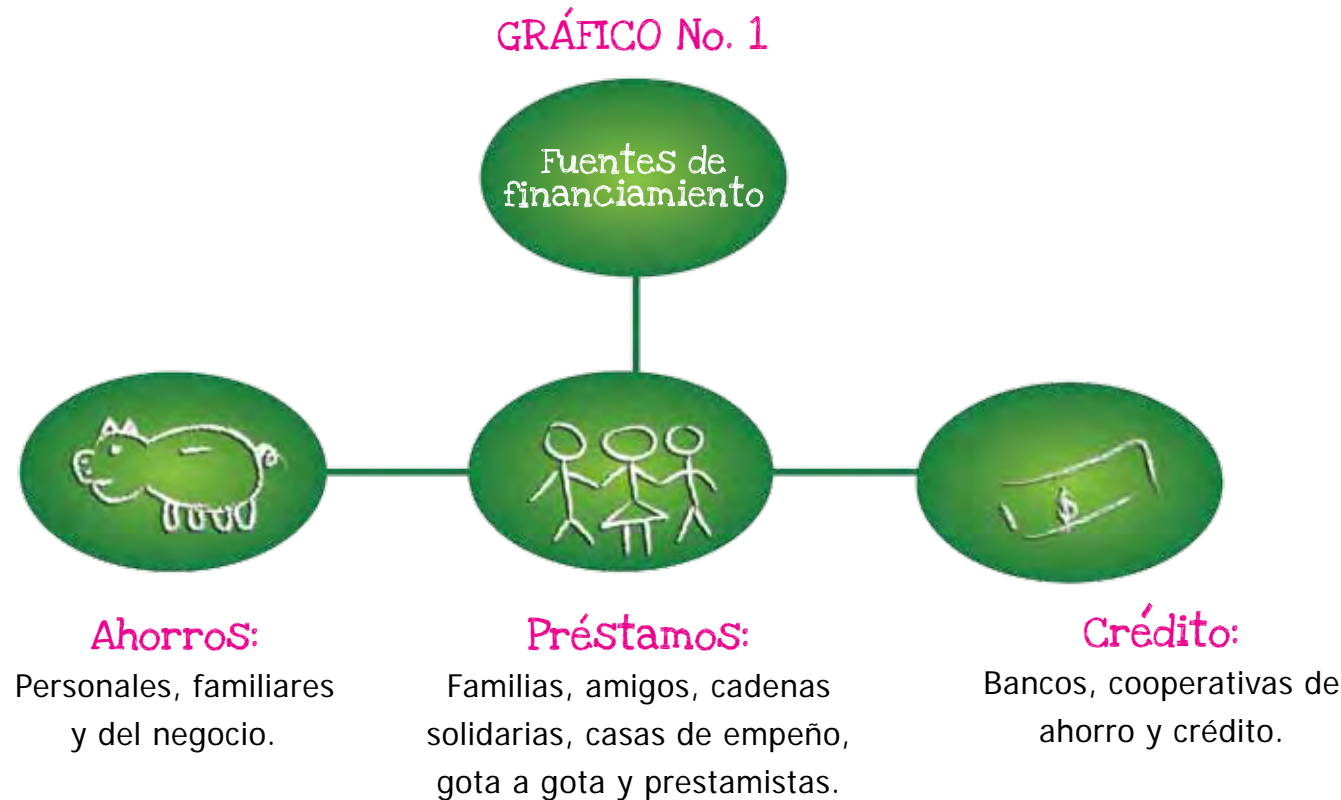 GRÁFICO No. 1
Fuentes de
financiamiento
$
Ahorros:
Personales, familiares
y del negocio.
Préstamos:
Familias, amigos, cadenas
solidarias, casas de empeño,
gota a gota y prestamistas.
Crédito:
Bancos, cooperativas de
ahorro y crédito.